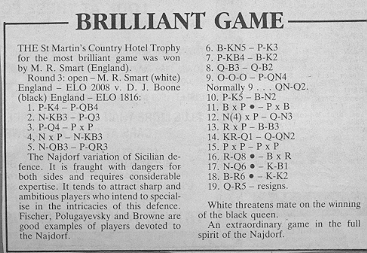 BRILLIANT GAME
THE St Martin's Country Hotel Trophy
for the most brilliant game was won
by M. R. Smart (England).
Round 3: open – M. R. Smart (white)
England – ELO 2008 v. D. J. Boone
(black) England – ELO 1816:
1. P-K4 – P-QB4
2. N-KB3 – P-Q3
3. P-Q4 – P x P
4. N x P – N-KB3
5. N-QB3 – P-QR3
The Najdorf variation of Sicilian de-
fence. It is fraught with dangers for
both sides and requires considerable
expertise. It tends to attract sharp and
ambitious players who intend to special-
ise in the intricacies of this defence.
Fischer, Polugayevsky and Browne are
good examples of players devoted to
the Najdorf.
6. B-KN5 – P-K3
7. P-KB4 – B-K2
8. Q-B3 – Q-B2
9. O-O-O – P-QN4
Normally 9 . . . QN-Q2.
10. P-K5 – B-N2
11. B x P – P x B
12. N(4) x P – Q-N3
13. R x P – B-B3
14. KR-Q1 – Q-QN2
15. P x P – P x P
16. R-Q8 – B x R
17. N-Q6 – K-B1
18. B-R6 – K-K2
19. Q-R5 – resigns.
White threatens mate on the winning
of the black queen.
An extraordinary game in the full
spirit of the Najdorf.